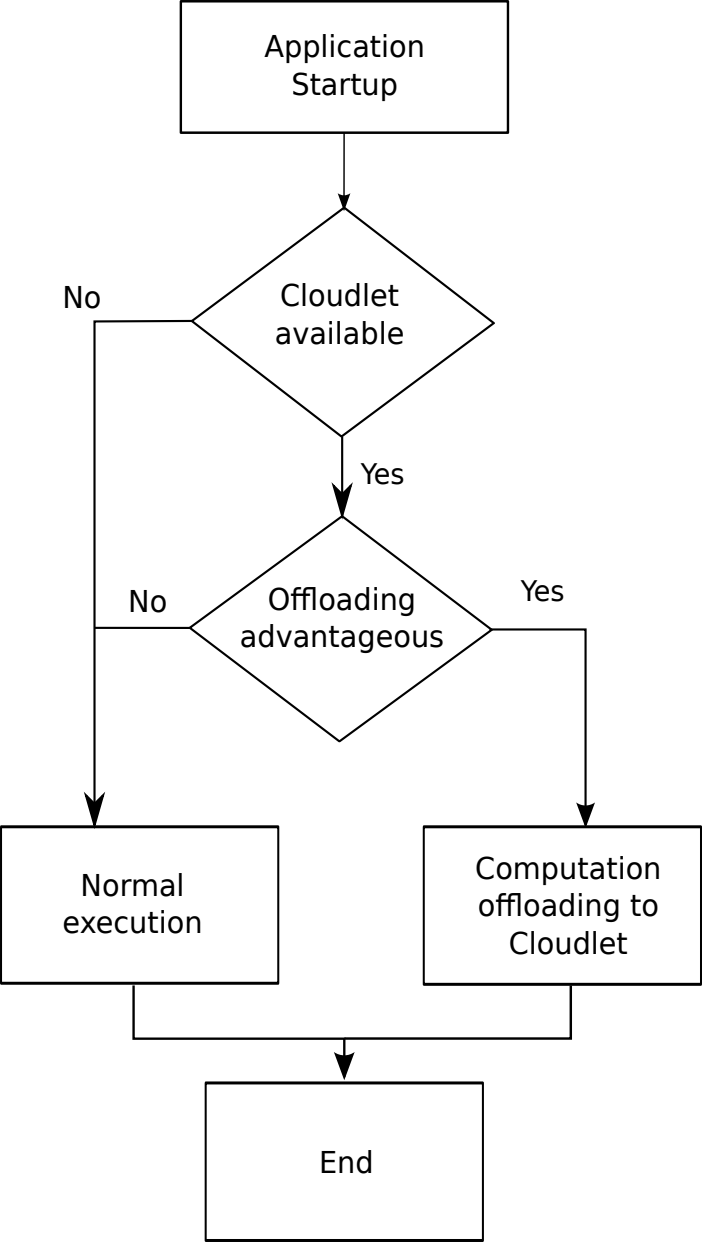 Application
Startup
Cloudlet
available
No
Yes
Offloading
advantageous
No
Yes
Normal
execution
Computation
offloading to
Cloudlet
End